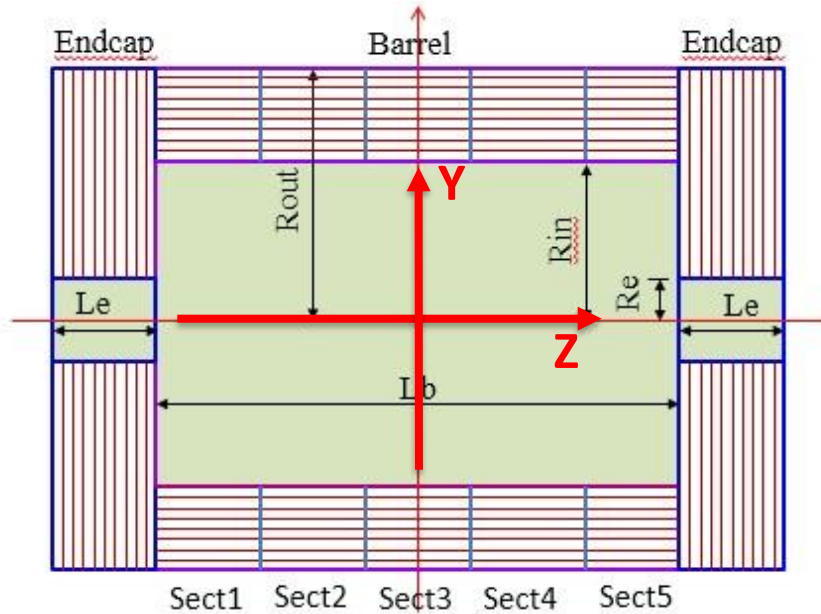 Endcap
Barrel
Endcap
Rout
Y
Rin
Re
Le
Z
Le
Lb
Sect1 Sect2 Sect3 Sect4 Sect5